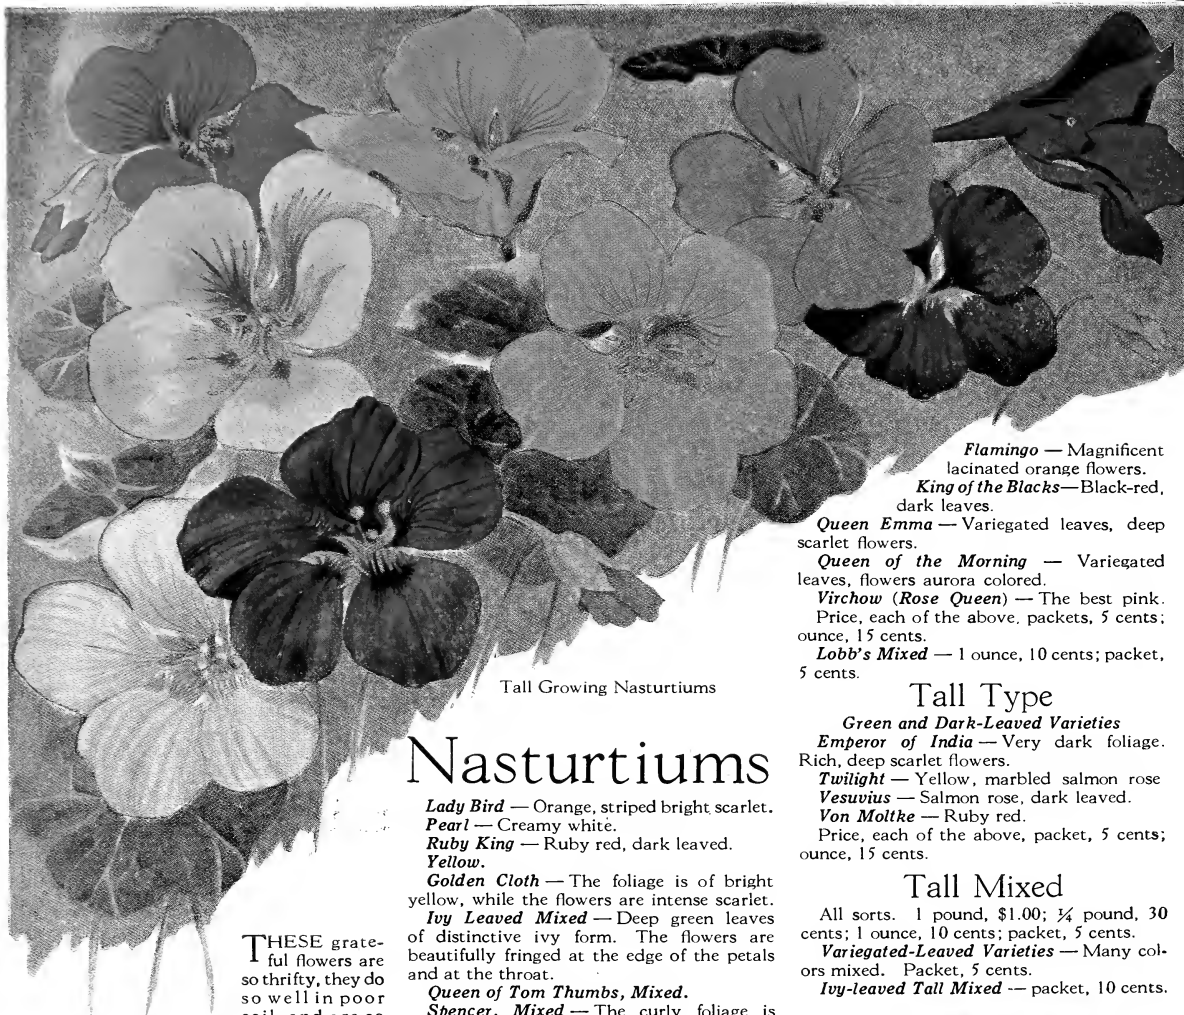 Tall Growing Nasturtiums
Nasturtiums
THESE grate-
ful flowers are
so thrifty, they do
so well in poor
Lady Bird — Orange, striped bright scarlet.
Pearl — Creamy white.
Ruby King — Ruby red, dark leaved.
Yellow.
Golden Cloth — The foliage is of bright
yellow, while the flowers are intense scarlet.
Ivy Leaved Mixed — Deep green leaves
of distinctive ivy form. The flowers are
beautifully fringed at the edge of the petals
and at the throat.
Queen of Tom Thumbs, Mixed.
Spencer, Mixed — The curly foliage is
Flamingo — Magnificent
lacinated orange flowers.
King of the Blacks—Black-red,
dark leaves.
Queen Emma — Variegated leaves, deep
scarlet flowers.
Queen of the Morning — Variegated
leaves, flowers aurora colored.
Virchow (Rose Queen) — The best pink.
Price, each of the above, packets, 5 cents;
ounce, 15 cents.
Lobb's Mixed — 1 ounce, 10 cents; packet,
5 cents.
Tall Type
Green and Dark-Leaved Varieties
Emperor of India — Very dark foliage.
Rich, deep scarlet flowers.
Twilight — Yellow, marbled salmon rose
Vesuvius — Salmon rose, dark leaved.
Von Moltke — Ruby red.
Price, each of the above, packet, 5 cents;
ounce, 15 cents.
Tall Mixed
All sorts. 1 pound, $1.00; ¼ pound, 30
cents; 1 ounce, 10 cents; packet, 5 cents.
Variegated-Leaved Varieties — Many col-
ors mixed. Packet, 5 cents.
Ivy-leaved Tall Mixed — packet, 10 cents.